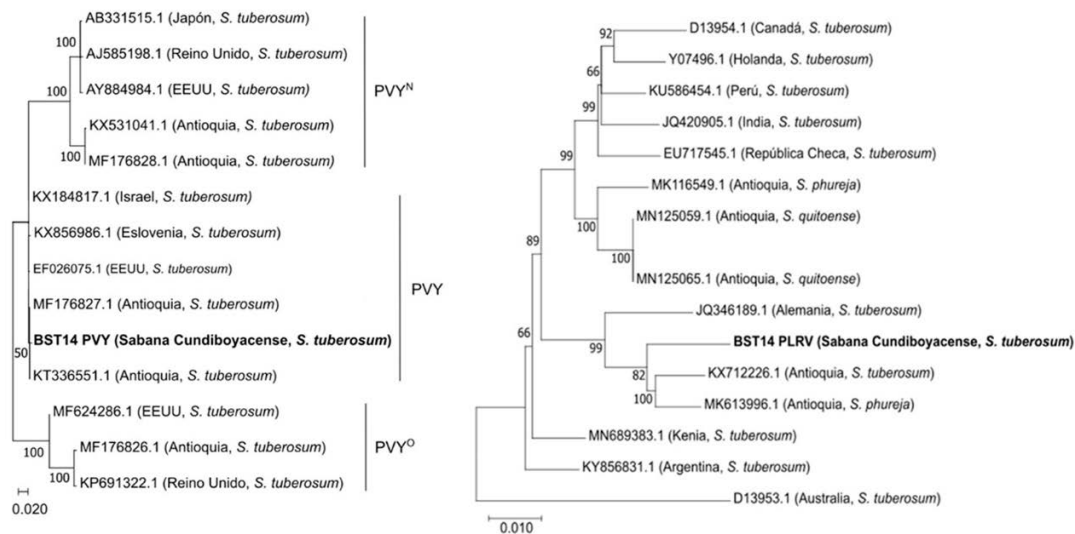 AB331515.1 (Japón, S. tuberosum)
100
AJ585198.1 (Reino Unido, S. tuberosum)
100
AY884984.1 (EEUU, S. tuberosum)
PVYᴺ
KX531041.1 (Antioquia, S. tuberosum)
100
MF176828.1 (Antioquia, S. tuberosum)
KX184817.1 (Israel, S. tuberosum)
KX856986.1 (Eslovenia, S. tuberosum)
EF026075.1 (EEUU, S. tuberosum)
PVY
MF176827.1 (Antioquia, S. tuberosum)
BST14 PVY (Sabana Cundiboyacense, S. tuberosum)
50
KT336551.1 (Antioquia, S. tuberosum)
MF624286.1 (EEUU, S. tuberosum)
MF176826.1 (Antioquia, S. tuberosum)
PVYᴼ
100
100
KP691322.1 (Reino Unido, S. tuberosum)
0.020
D13954.1 (Canadá, S. tuberosum)
92
Y07496.1 (Holanda, S. tuberosum)
66
KU586454.1 (Perú, S. tuberosum)
99
JQ420905.1 (India, S. tuberosum)
99
EU717545.1 (República Checa, S. tuberosum)
MK116549.1 (Antioquia, S. phureja)
MN125059.1 (Antioquia, S. quitoense)
100
89
100
MN125065.1 (Antioquia, S. quitoense)
JQ346189.1 (Alemania, S. tuberosum)
66
99
BST14 PLRV (Sabana Cundiboyacense, S. tuberosum)
82
KX712226.1 (Antioquia, S. tuberosum)
100
MK613996.1 (Antioquia, S. phureja)
MN689383.1 (Kenia, S. tuberosum)
KY856831.1 (Argentina, S. tuberosum)
D13953.1 (Australia, S. tuberosum)
0.010